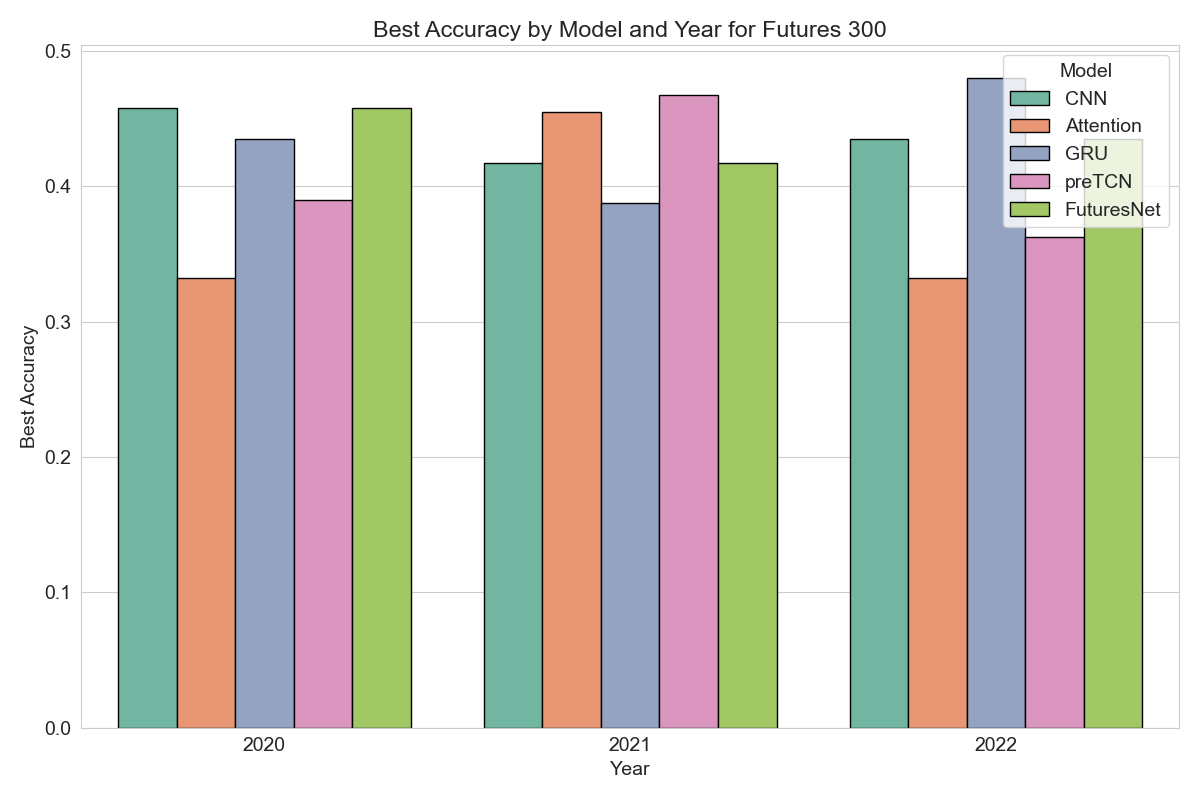 Best Accuracy by Model and Year for Futures 300
Best Accuracy
0.5
0.4
0.3
0.2
0.1
0.0
Model
CNN
Attention
GRU
preTCN
FuturesNet
2020
2021
2022
Year